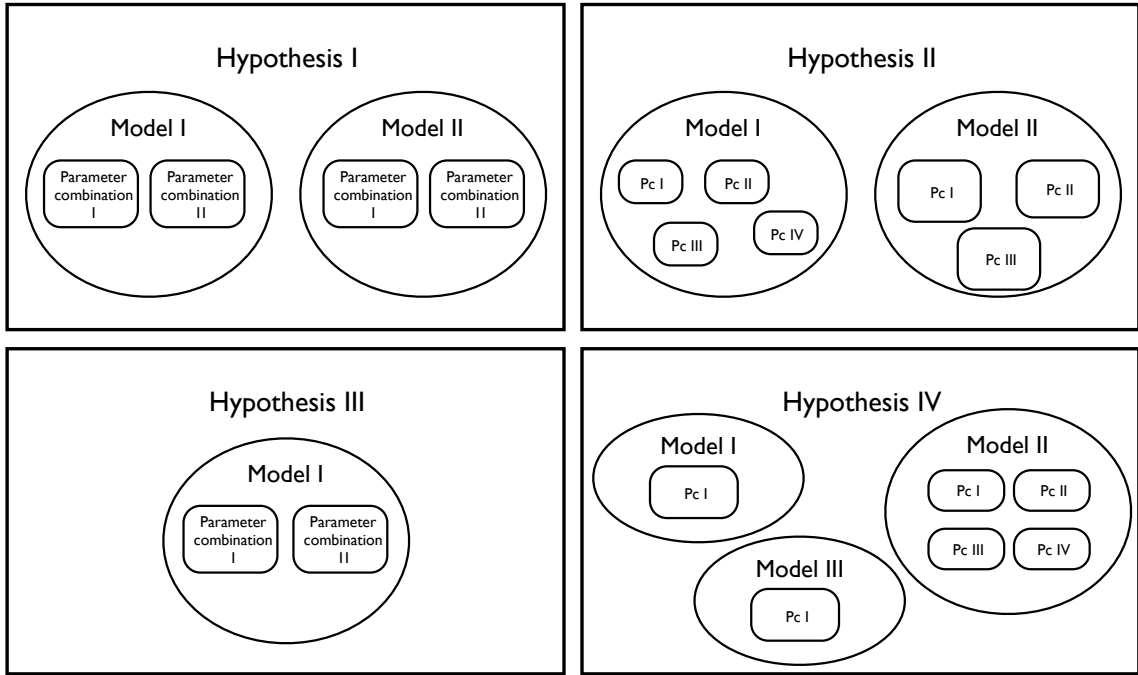 Hypothesis I
Model I
Parameter
combination
I
Parameter
combination
II
Model II
Parameter
combination
I
Parameter
combination
II
Hypothesis II
Model I
Pc I
Pc II
Pc III
Pc IV
Model II
Pc I
Pc II
Pc III
Hypothesis III
Model I
Parameter
combination
I
Parameter
combination
II
Hypothesis IV
Model I
Pc I
Model II
Pc I
Pc II
Pc III
Pc IV
Model III
Pc I